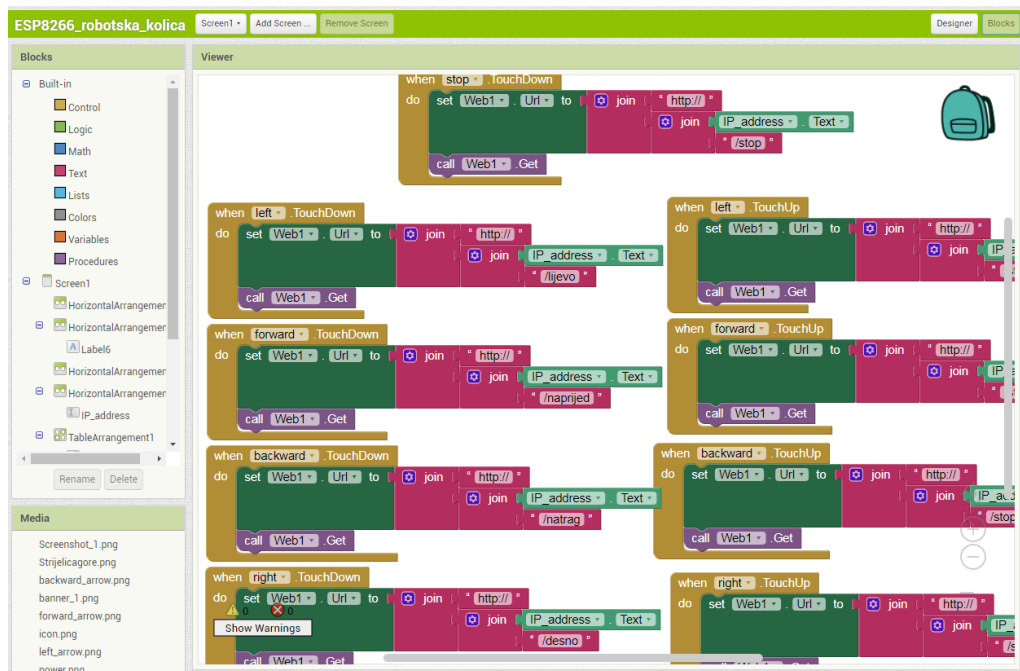 ESP8266_robotska_kolica Screen1 Add Screen ... Remove Screen Designer Blocks
Blocks
Built-in
Control
Logic
Math
Text
Lists
Colors
Variables
Procedures
Screen1
HorizontalArrangemen
HorizontalArrangemen
Label6
HorizontalArrangemen
HorizontalArrangemen
IP_address
TableArrangement1
Rename Delete
Media
Screenshot_1.png
Strijelicagore.png
backward_arrow.png
banner_1.png
forward_arrow.png
icon.png
left_arrow.png
power.png
Viewer
when stop .TouchDown
do set Web1 . Url to join " http:// "
join IP_address . Text
" /stop "
call Web1 .Get
when left .TouchDown
do set Web1 . Url to join " http:// "
join IP_address . Text
" /lijevo "
call Web1 .Get
when left .TouchUp
do set Web1 . Url to join " http:// "
join
call Web1 .Get
when forward .TouchDown
do set Web1 . Url to join " http:// "
join IP_address . Text
" /naprijed "
call Web1 .Get
when forward .TouchUp
do set Web1 . Url to join " http:// "
join
call Web1 .Get
when backward .TouchDown
do set Web1 . Url to join " http:// "
join IP_address . Text
" /natrag "
call Web1 .Get
when backward .TouchUp
do set Web1 . Url to join " http:// "
join
" /stop
call Web1 .Get
when right .TouchDown
do set Web1 . Url to join " http:// "
join IP_address . Text
" /desno "
call Web1 .Get
0 0
Show Warnings
when right .TouchUp
do set Web1 . Url to join " http:// "
join